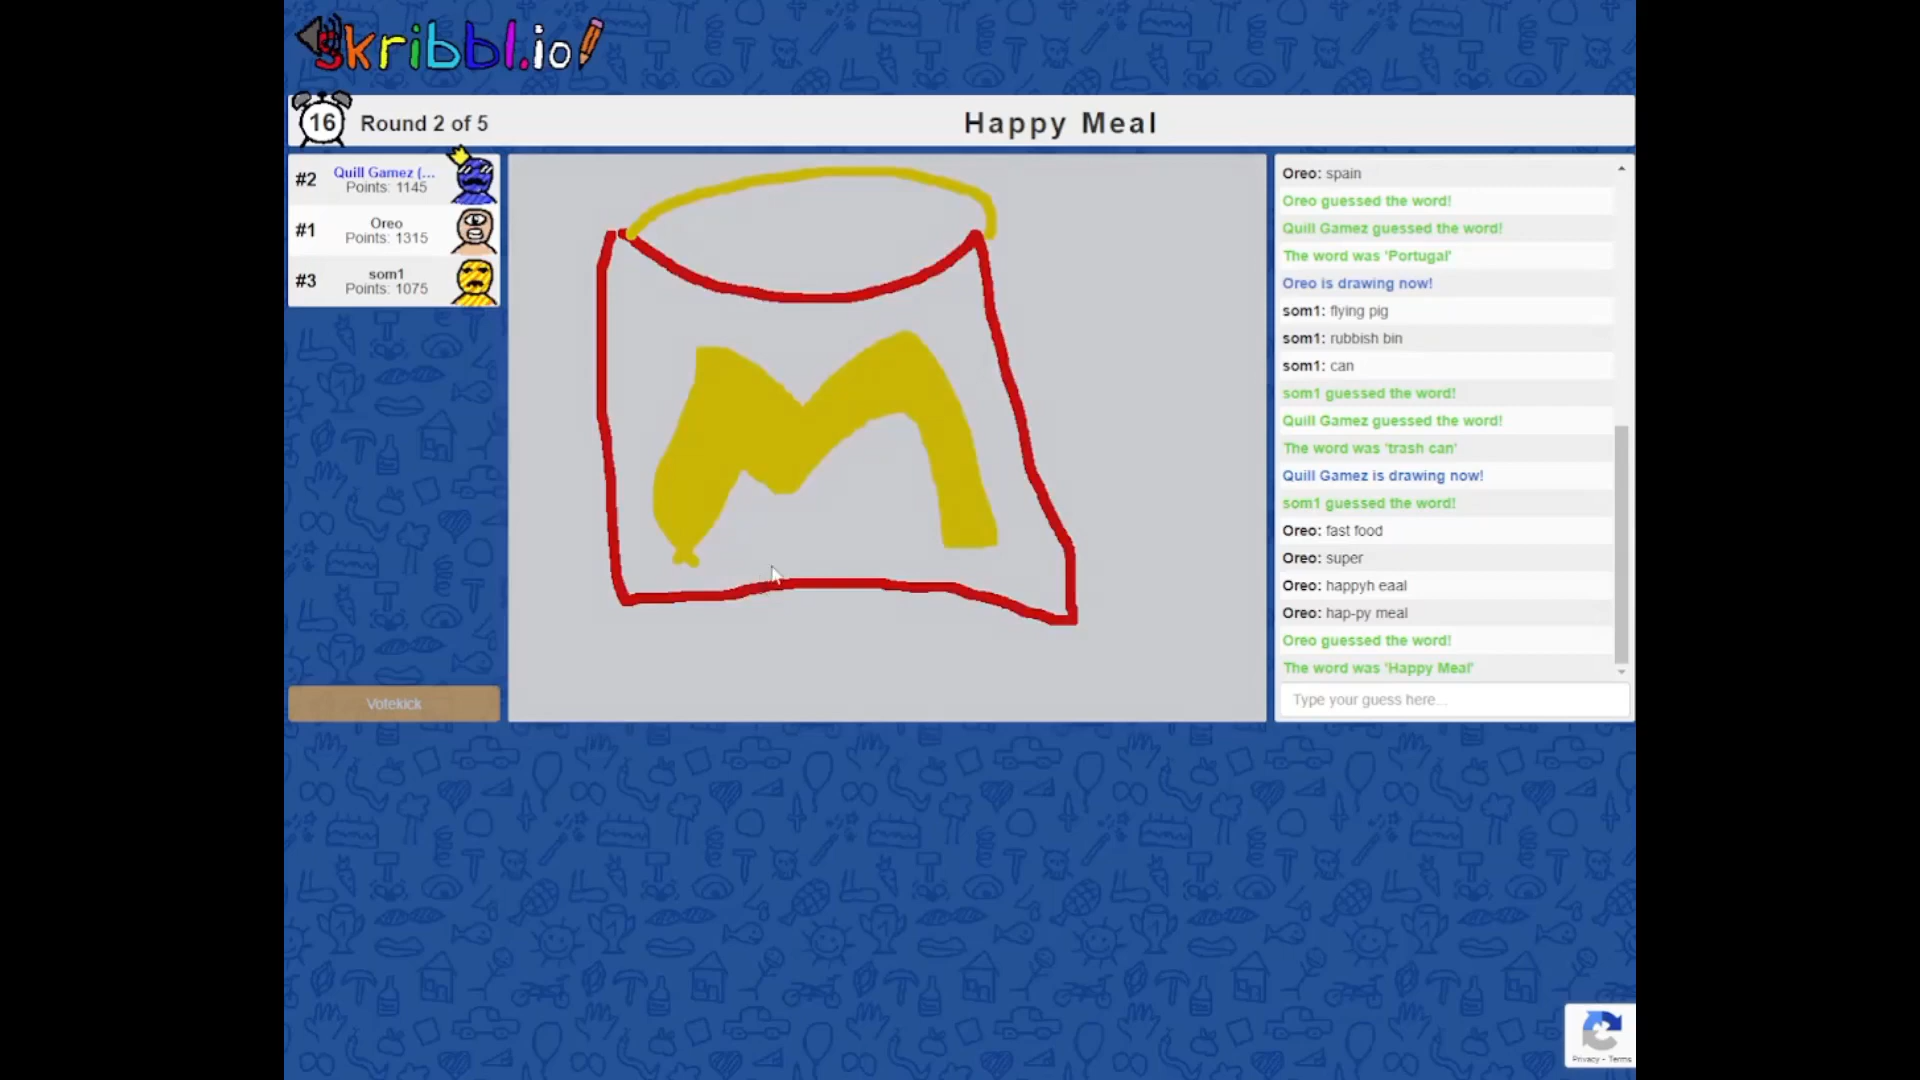 skribbl.io
16
Round 2 of 5
Happy Meal
#2
Quill Gamez (...
Points: 1145
#1
Oreo
Points: 1315
#3
som1
Points: 1075
Votekick
M
Oreo: spain
Oreo guessed the word!
Quill Gamez guessed the word!
The word was 'Portugal'
Oreo is drawing now!
som1: flying pig
som1: rubbish bin
som1: can
som1 guessed the word!
Quill Gamez guessed the word!
The word was 'trash can'
Quill Gamez is drawing now!
som1 guessed the word!
Oreo: fast food
Oreo: super
Oreo: happyh eaal
Oreo: hap-py meal
Oreo guessed the word!
The word was 'Happy Meal'
Type your guess here...
Privacy - Terms